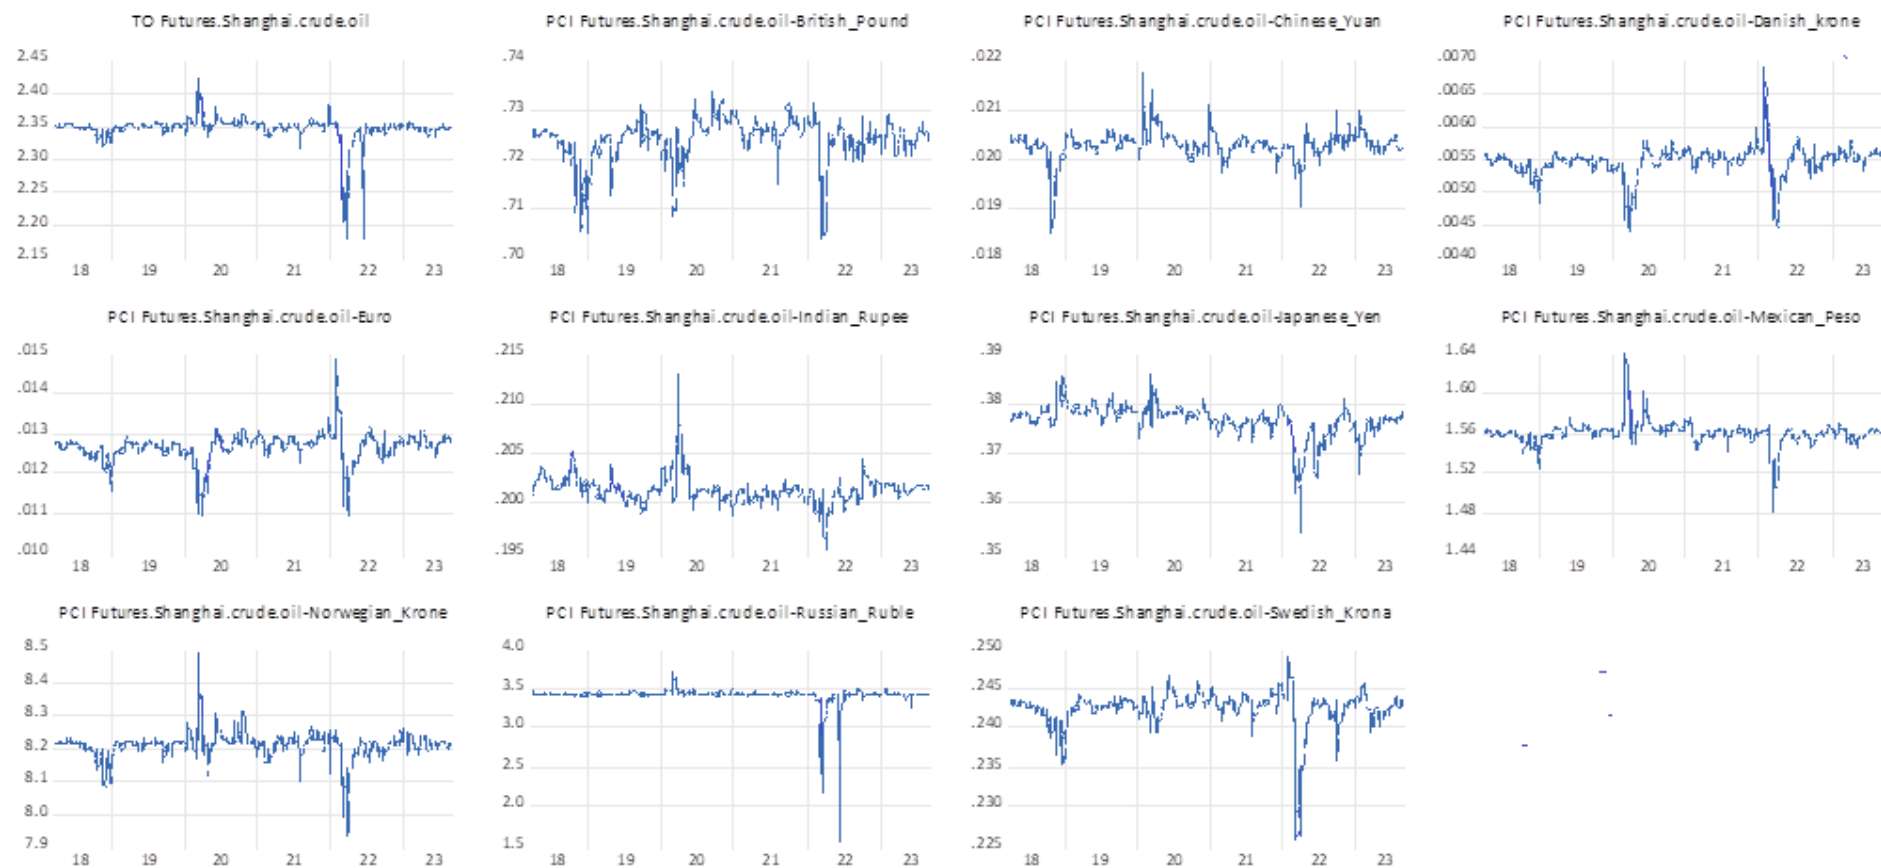 TO Futures.Shanghai.crude.oil
2.45
2.40
2.35
2.30
2.25
2.20
2.15
18 19 20 21 22 23
PCI Futures.Shanghai.crude.oil-British_Pound
.74
.73
.72
.71
.70
18 19 20 21 22 23
PCI Futures.Shanghai.crude.oil-Chinese_Yuan
.022
.021
.020
.019
.018
18 19 20 21 22 23
PCI Futures.Shanghai.crude.oil-Danish_krone
.0070
.0065
.0060
.0055
.0050
.0045
.0040
18 19 20 21 22 23
PCI Futures.Shanghai.crude.oil-Euro
.015
.014
.013
.012
.011
.010
18 19 20 21 22 23
PCI Futures.Shanghai.crude.oil-Indian_Rupee
.215
.210
.205
.200
.195
18 19 20 21 22 23
PCI Futures.Shanghai.crude.oil-Japanese_Yen
.39
.38
.37
.36
.35
18 19 20 21 22 23
PCI Futures.Shanghai.crude.oil-Mexican_Peso
1.64
1.60
1.56
1.52
1.48
1.44
18 19 20 21 22 23
PCI Futures.Shanghai.crude.oil-Norwegian_Krone
8.5
8.4
8.3
8.2
8.1
8.0
7.9
18 19 20 21 22 23
PCI Futures.Shanghai.crude.oil-Russian_Ruble
4.0
3.5
3.0
2.5
2.0
1.5
18 19 20 21 22 23
PCI Futures.Shanghai.crude.oil-Swedish_Krona
.250
.245
.240
.235
.230
.225
18 19 20 21 22 23